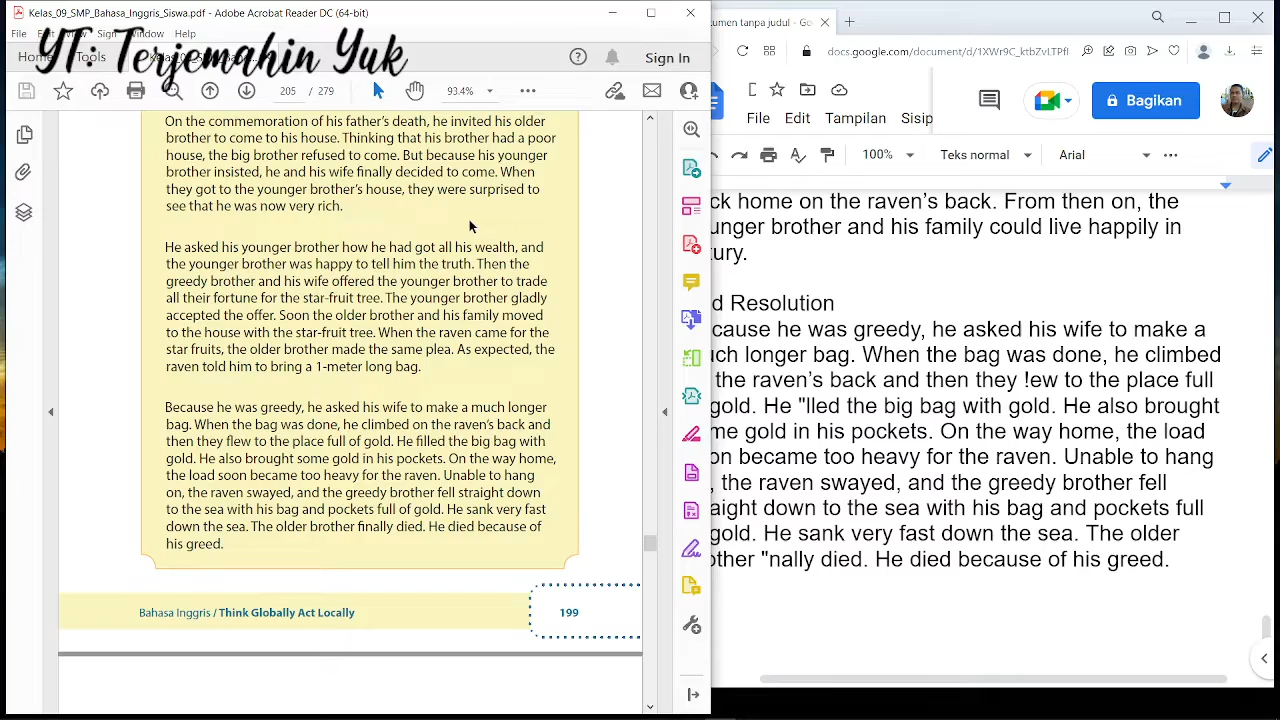 Kelas_09_SMP_Bahasa_Inggris_Siswa.pdf - Adobe Acrobat Reader DC (64-bit)
File
Sign
Window
Help
YT: Terjemahin Yuk
Home
Tools
Sign In
205 / 279
93.4%
On the commemoration of his father's death, he invited his older
brother to come to his house. Thinking that his brother had a poor
house, the big brother refused to come. But because his younger
brother insisted, he and his wife finally decided to come. When
they got to the younger brother's house, they were surprised to
see that he was now very rich.
He asked his younger brother how he had got all his wealth, and
the younger brother was happy to tell him the truth. Then the
greedy brother and his wife offered the younger brother to trade
all their fortune for the star-fruit tree. The younger brother gladly
accepted the offer. Soon the older brother and his family moved
to the house with the star-fruit tree. When the raven came for the
star fruits, the older brother made the same plea. As expected, the
raven told him to bring a 1-meter long bag.
Because he was greedy, he asked his wife to make a much longer
bag. When the bag was done, he climbed on the raven's back and
then they flew to the place full of gold. He filled the big bag with
gold. He also brought some gold in his pockets. On the way home,
the load soon became too heavy for the raven. Unable to hang
on, the raven swayed, and the greedy brother fell straight down
to the sea with his bag and pockets full of gold. He sank very fast
down the sea. The older brother finally died. He died because of
his greed.
Bahasa Inggris / Think Globally Act Locally
199
umen tanpa judul - Go
docs.google.com/document/d/1XWr9C_ktbZvLTPfl
File Edit Tampilan Sisip
Bagikan
100% Teks normal Arial
ck home on the raven's back. From then on, the
unger brother and his family could live happily in
tury.
d Resolution
cause he was greedy, he asked his wife to make a
ch longer bag. When the bag was done, he climbed
the raven's back and then they !ew to the place full
gold. He "lled the big bag with gold. He also brought
me gold in his pockets. On the way home, the load
on became too heavy for the raven. Unable to hang
, the raven swayed, and the greedy brother fell
aight down to the sea with his bag and pockets full
gold. He sank very fast down the sea. The older
other "nally died. He died because of his greed.